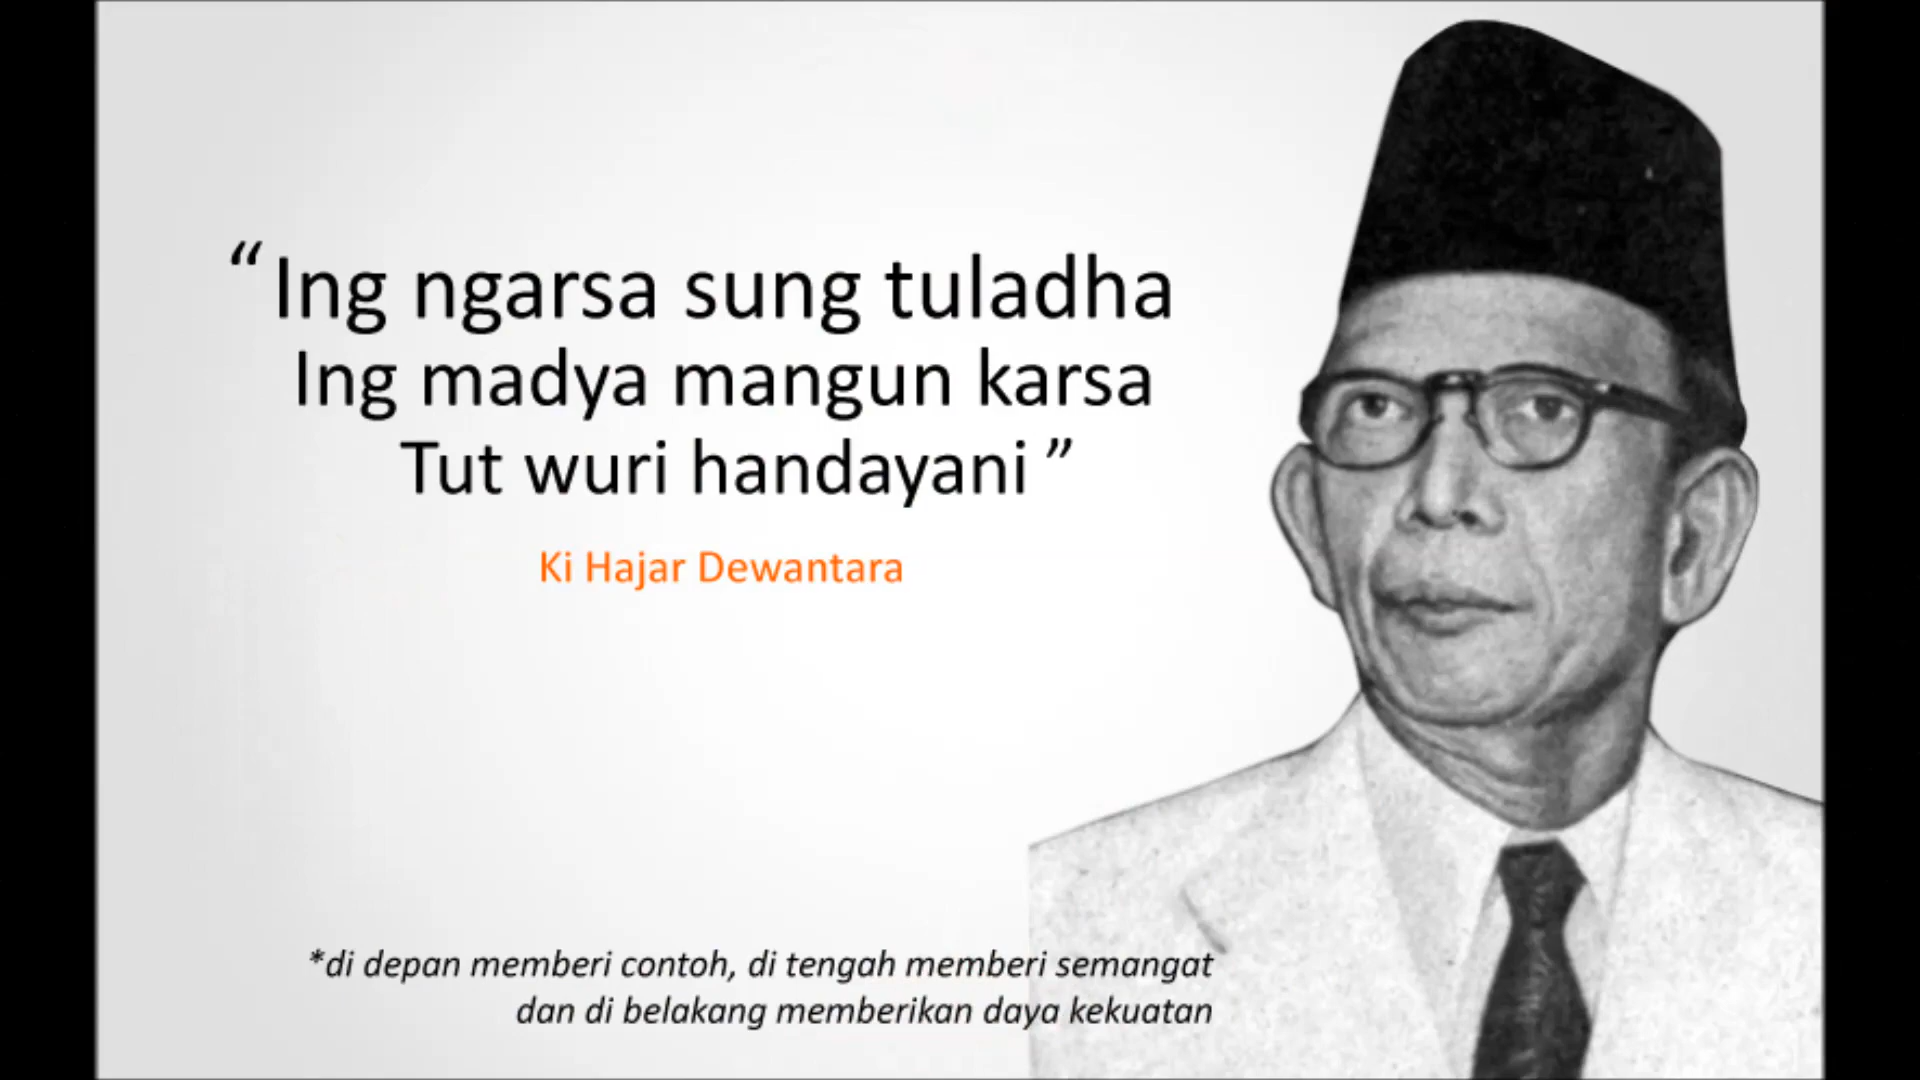 “ Ing ngarsa sung tuladha
Ing madya mangun karsa
Tut wuri handayani ”
Ki Hajar Dewantara
*di depan memberi contoh, di tengah memberi semangat
dan di belakang memberikan daya kekuatan